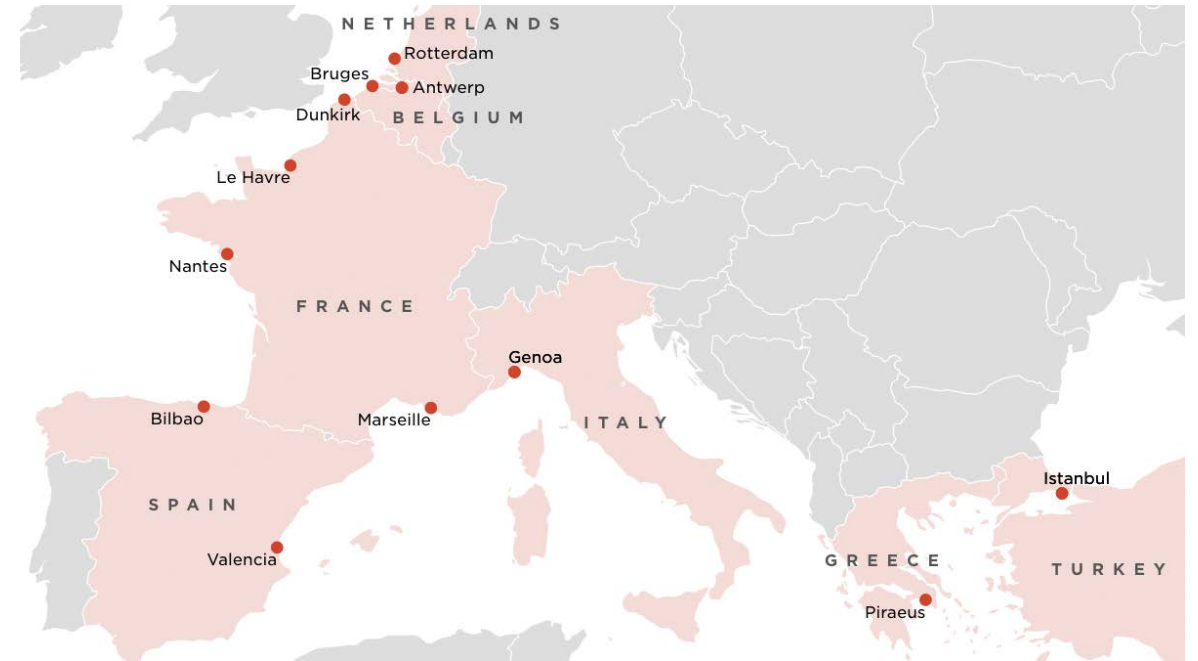 NETHERLANDS
Rotterdam
Bruges
Antwerp
Dunkirk
BELGIUM
Le Havre
Nantes
FRANCE
Genoa
Bilbao
Marseille
ITALY
Istanbul
SPAIN
Valencia
GREECE
TURKEY
Piraeus